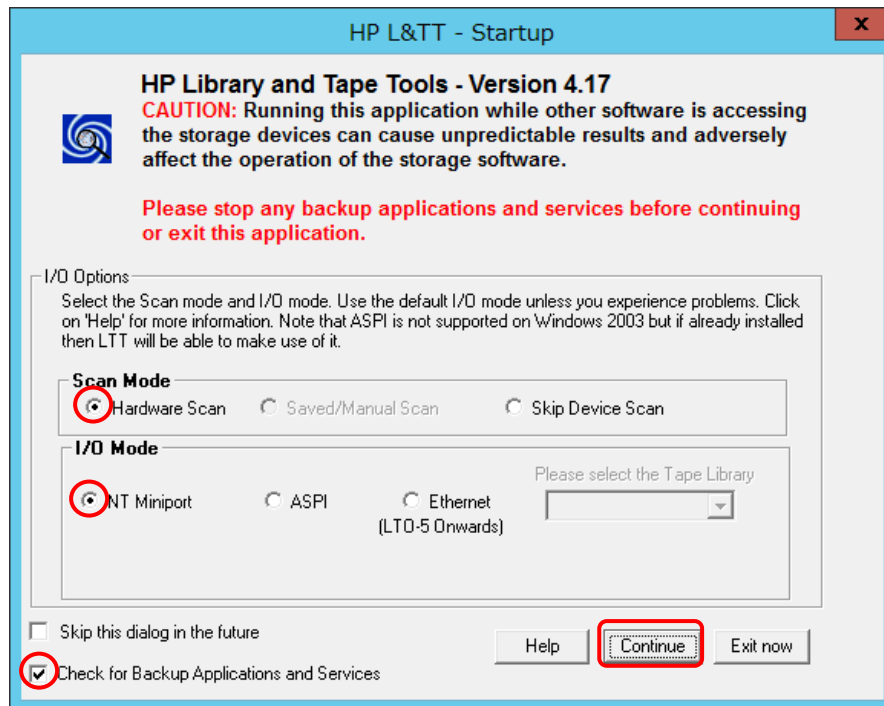 HP L&TT - Startup
x
HP Library and Tape Tools - Version 4.17
CAUTION: Running this application while other software is accessing
the storage devices can cause unpredictable results and adversely
affect the operation of the storage software.
Please stop any backup applications and services before continuing
or exit this application.
I/O Options
Select the Scan mode and I/O mode. Use the default I/O mode unless you experience problems. Click
on 'Help' for more information. Note that ASPI is not supported on Windows 2003 but if already installed
then LTT will be able to make use of it.
Scan Mode
Hardware Scan Saved/Manual Scan Skip Device Scan
I/O Mode
Please select the Tape Library
NT Miniport ASPI Ethernet
(LTO-5 Onwards)
Skip this dialog in the future
Help Continue Exit now
Check for Backup Applications and Services